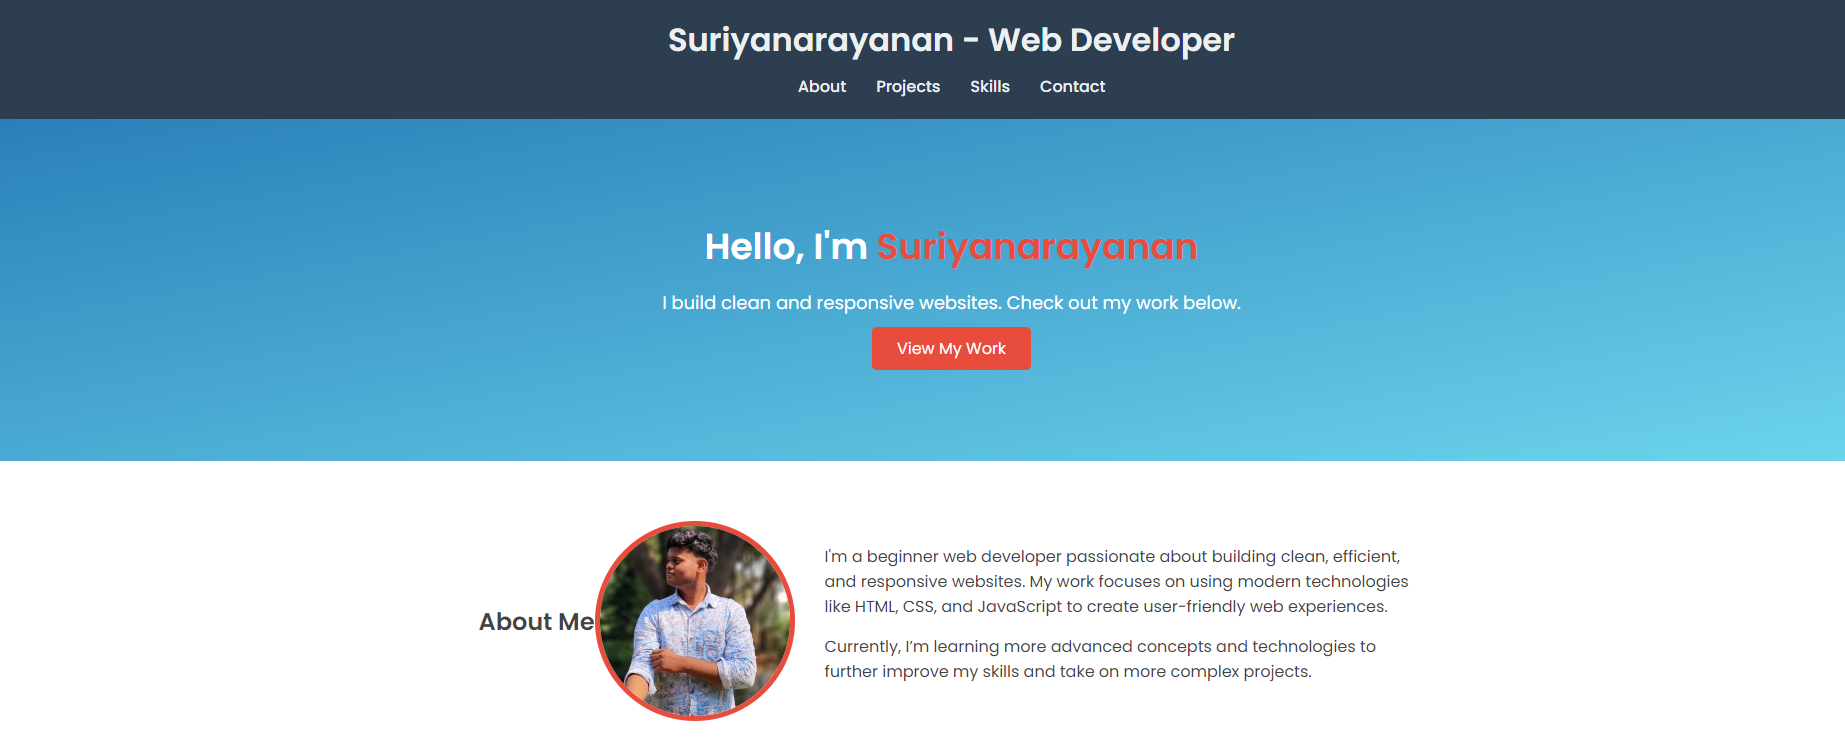 Suriyanarayanan - Web Developer
About Projects Skills Contact
Hello, I'm Suriyanarayanan
I build clean and responsive websites. Check out my work below.
View My Work
About Me
I'm a beginner web developer passionate about building clean, efficient,
and responsive websites. My work focuses on using modern technologies
like HTML, CSS, and JavaScript to create user-friendly web experiences.
Currently, I’m learning more advanced concepts and technologies to
further improve my skills and take on more complex projects.